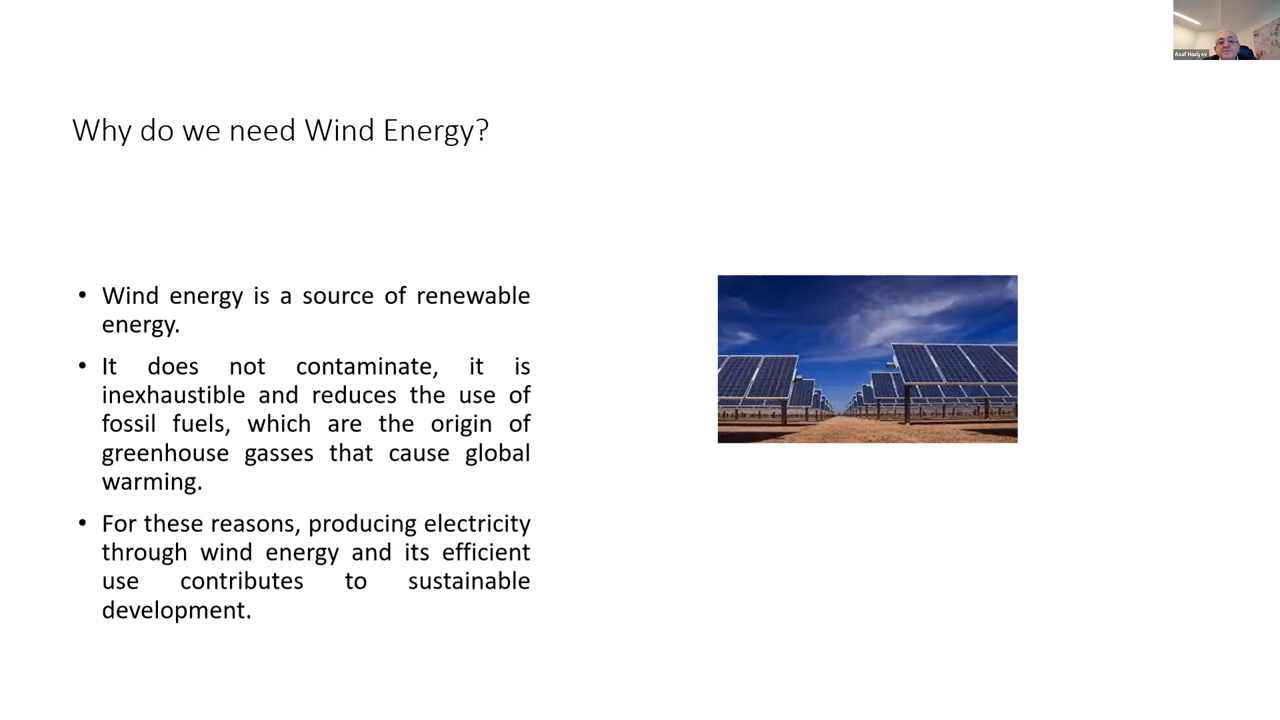 Asaf Hajiyev
Why do we need Wind Energy?
• Wind energy is a source of renewable
energy.
• It does not contaminate, it is
inexhaustible and reduces the use of
fossil fuels, which are the origin of
greenhouse gasses that cause global
warming.
• For these reasons, producing electricity
through wind energy and its efficient
use contributes to sustainable
development.